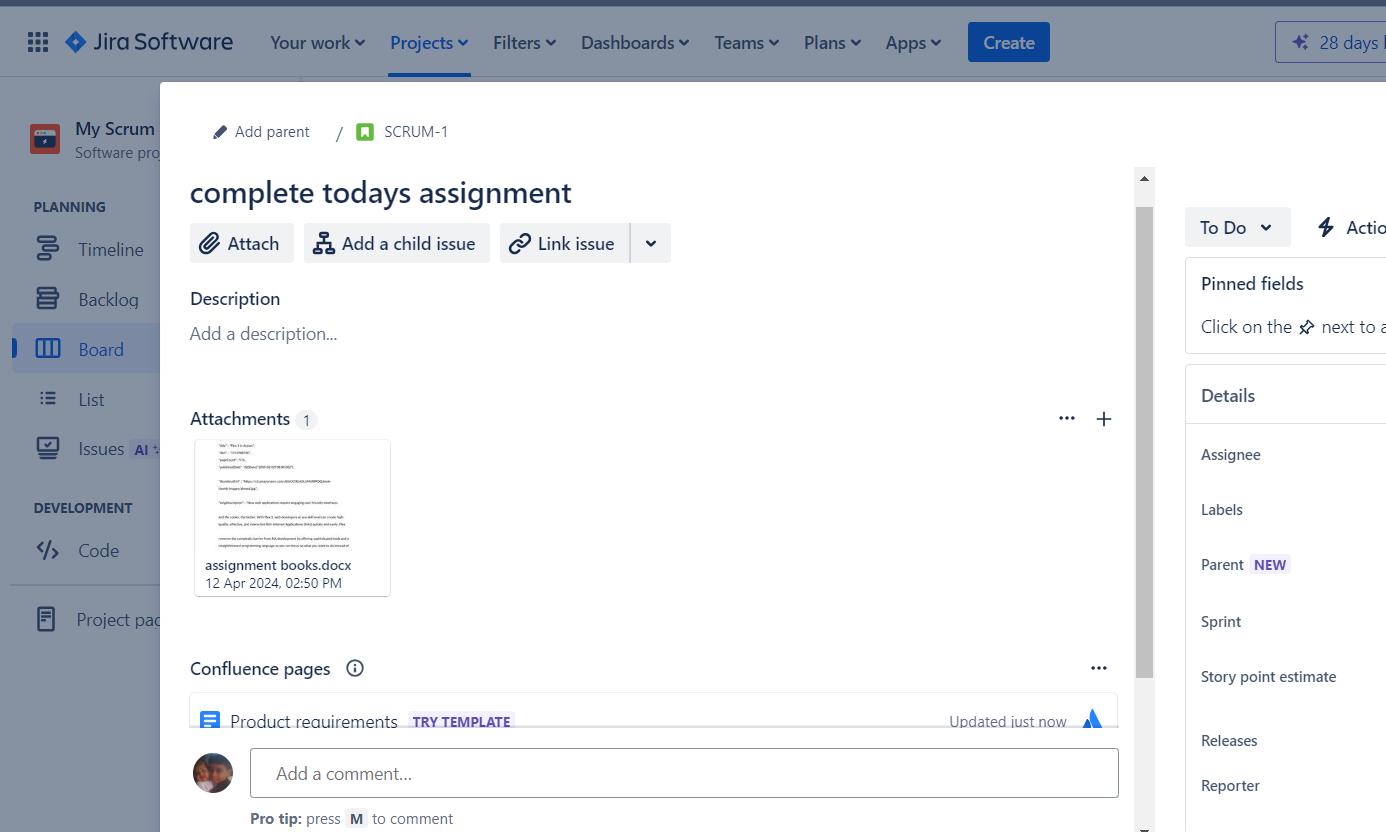 Jira Software
Your work
Projects
Filters
Dashboards
Teams
Plans
Apps
Create
28 days
My Scrum
Software
PLANNING
Timeline
Backlog
Board
List
Issues AI
DEVELOPMENT
Code
Project
Add parent / SCRUM-1
complete todays assignment
Attach
Add a child issue
Link issue
Description
Add a description...
Attachments 1
assignment books.docx
12 Apr 2024, 02:50 PM
Confluence pages
Product requirements TRY TEMPLATE Updated just now
Add a comment...
Pro tip: press M to comment
To Do
Actio
Pinned fields
Click on the next to a
Details
Assignee
Labels
Parent NEW
Sprint
Story point estimate
Releases
Reporter